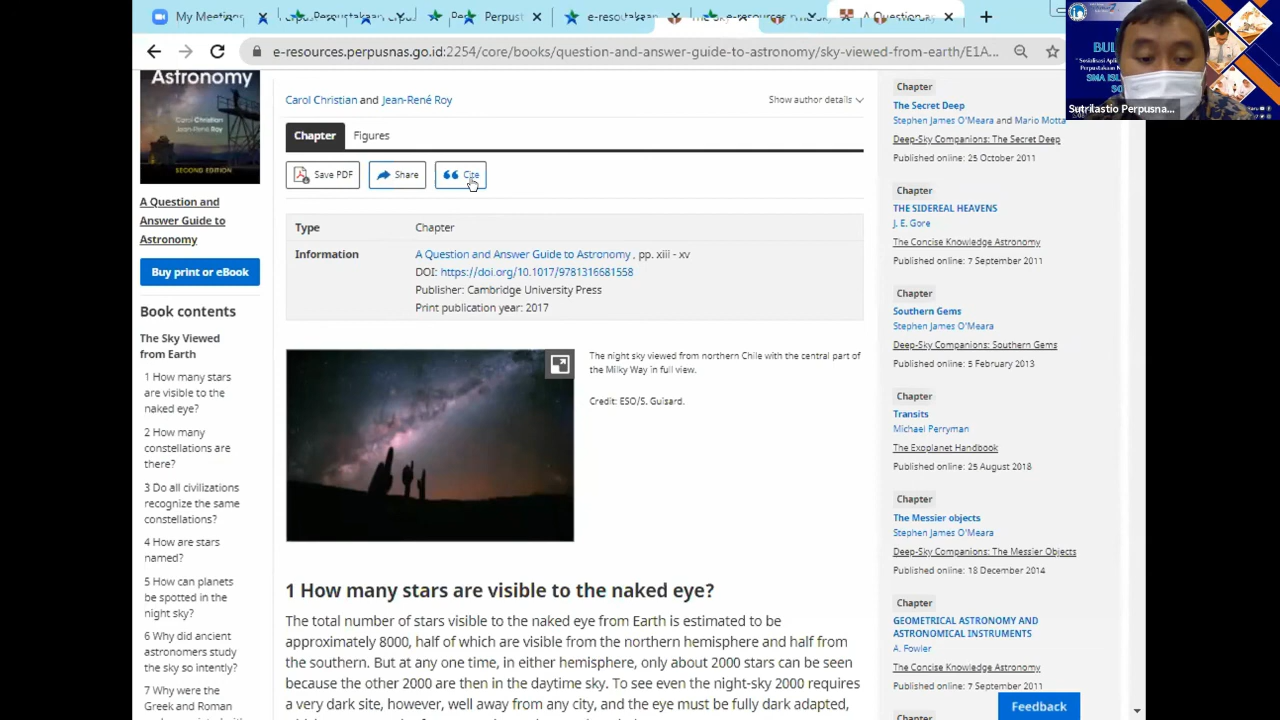 My Meetin
e-resotak
A Question a
e-resources.perpusnas.go.id:2254/core/books/question-and-answer-guide-to-astronomy/sky-viewed-from-earth/E1A...
Sutrilastio Perpusna...
Astronomy
Carol Christian
Jean-René Roy
SECOND EDITION
A Question and
Answer Guide to
Astronomy
Buy print or eBook
Book contents
The Sky Viewed
from Earth
1 How many stars
are visible to the
naked eye?
2 How many
constellations are
there?
3 Do all civilizations
recognize the same
constellations?
4 How are stars
named?
5 How can planets
be spotted in the
night sky?
6 Why did ancient
astronomers study
the sky so intently?
7 Why were the
Greek and Roman
Carol Christian and Jean-René Roy
Show author details
Chapter Figures
Save PDF Share Cite
Type Chapter
Information A Question and Answer Guide to Astronomy , pp. xiii - xv
DOI: https://doi.org/10.1017/9781316681558
Publisher: Cambridge University Press
Print publication year: 2017
The night sky viewed from northern Chile with the central part of
the Milky Way in full view.
Credit: ESO/S. Guisard.
1 How many stars are visible to the naked eye?
The total number of stars visible to the naked eye from Earth is estimated to be
approximately 8000, half of which are visible from the northern hemisphere and half from
the southern. But at any one time, in either hemisphere, only about 2000 stars can be seen
because the other 2000 are then in the daytime sky. To see even the night-sky 2000 requires
a very dark site, however, well away from any city, and the eye must be fully dark adapted,
Chapter
The Secret Deep
Stephen James O'Meara and Mario Motta
Deep-Sky Companions: The Secret Deep
Published online: 25 October 2011
Chapter
THE SIDEREAL HEAVENS
J. E. Gore
The Concise Knowledge Astronomy
Published online: 7 September 2011
Chapter
Southern Gems
Stephen James O'Meara
Deep-Sky Companions: Southern Gems
Published online: 5 February 2013
Chapter
Transits
Michael Perryman
The Exoplanet Handbook
Published online: 25 August 2018
Chapter
The Messier objects
Stephen James O'Meara
Deep-Sky Companions: The Messier Objects
Published online: 18 December 2014
Chapter
GEOMETRICAL ASTRONOMY AND
ASTRONOMICAL INSTRUMENTS
A. Fowler
The Concise Knowledge Astronomy
Published online: 7 September 2011
Feedback